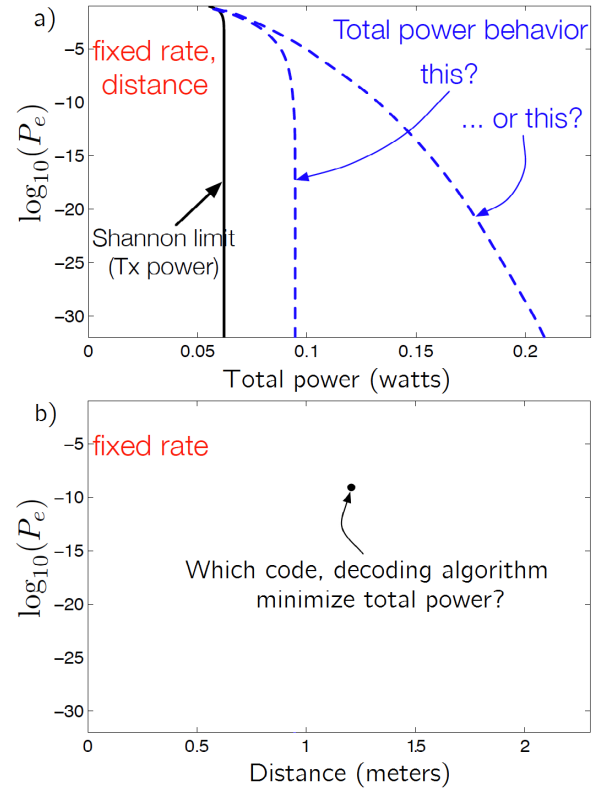 a)
Total power behavior
fixed rate,
distance
this?
... or this?
Shannon limit
(Tx power)
log10(Pe)
−5
−10
−15
−20
−25
−30
0
0.05
0.1
0.15
0.2
Total power (watts)
b)
fixed rate
Which code, decoding algorithm
minimize total power?
log10(Pe)
−5
−10
−15
−20
−25
−30
0
0.5
1
1.5
2
Distance (meters)